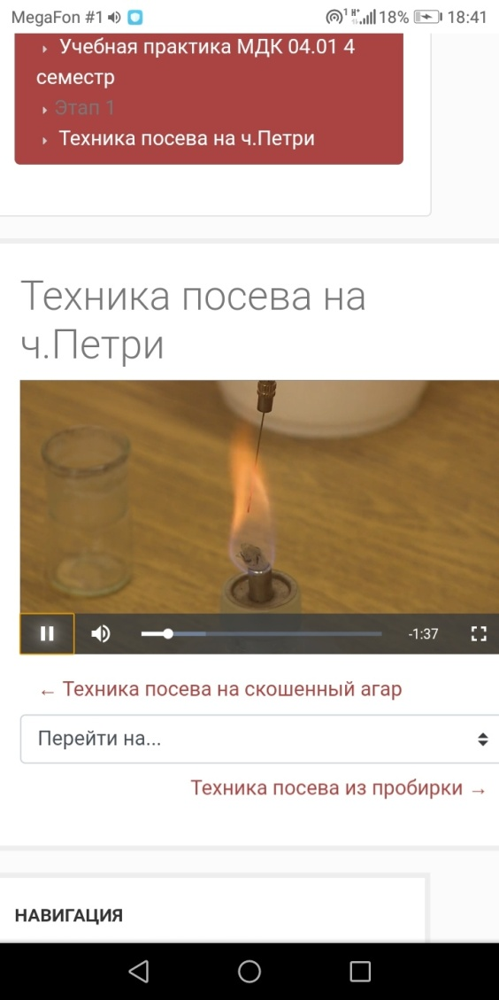 MegaFon #1 18% 18:41
Учебная практика МДК 04.01 4
семестр
Этап 1
Техника посева на ч.Петри
Техника посева на
ч.Петри
-1:37
← Техника посева на скошенный агар
Перейти на...
Техника посева из пробирки →
НАВИГАЦИЯ